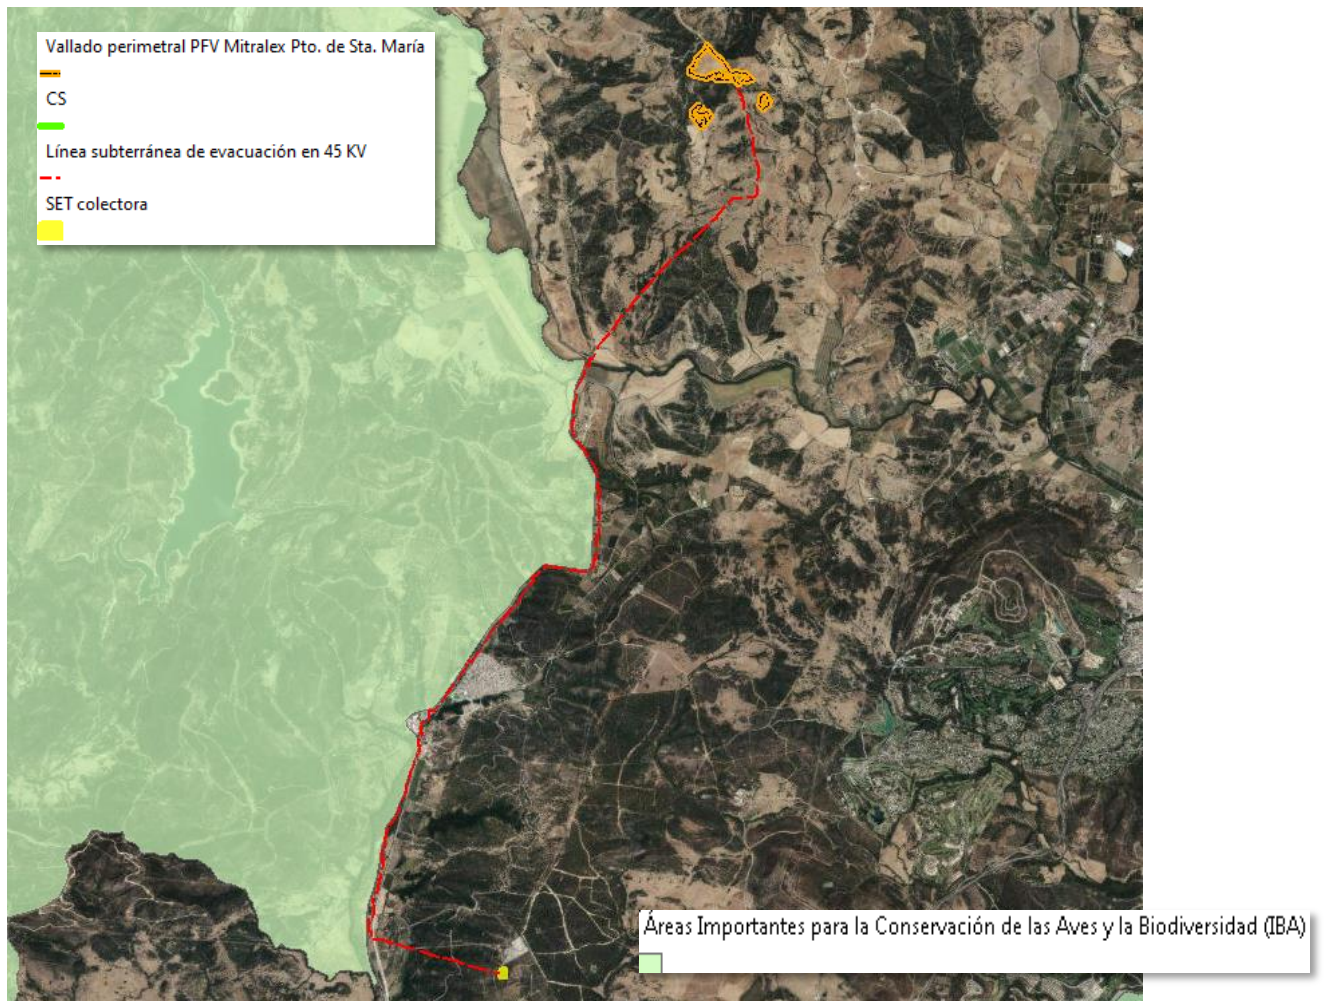 Vallado perimetral PFV Mitralex Pto. de Sta. María
CS
Línea subterránea de evacuación en 45 KV
SET colectora
Áreas Importantes para la Conservación de las Aves y la Biodiversidad (IBA)